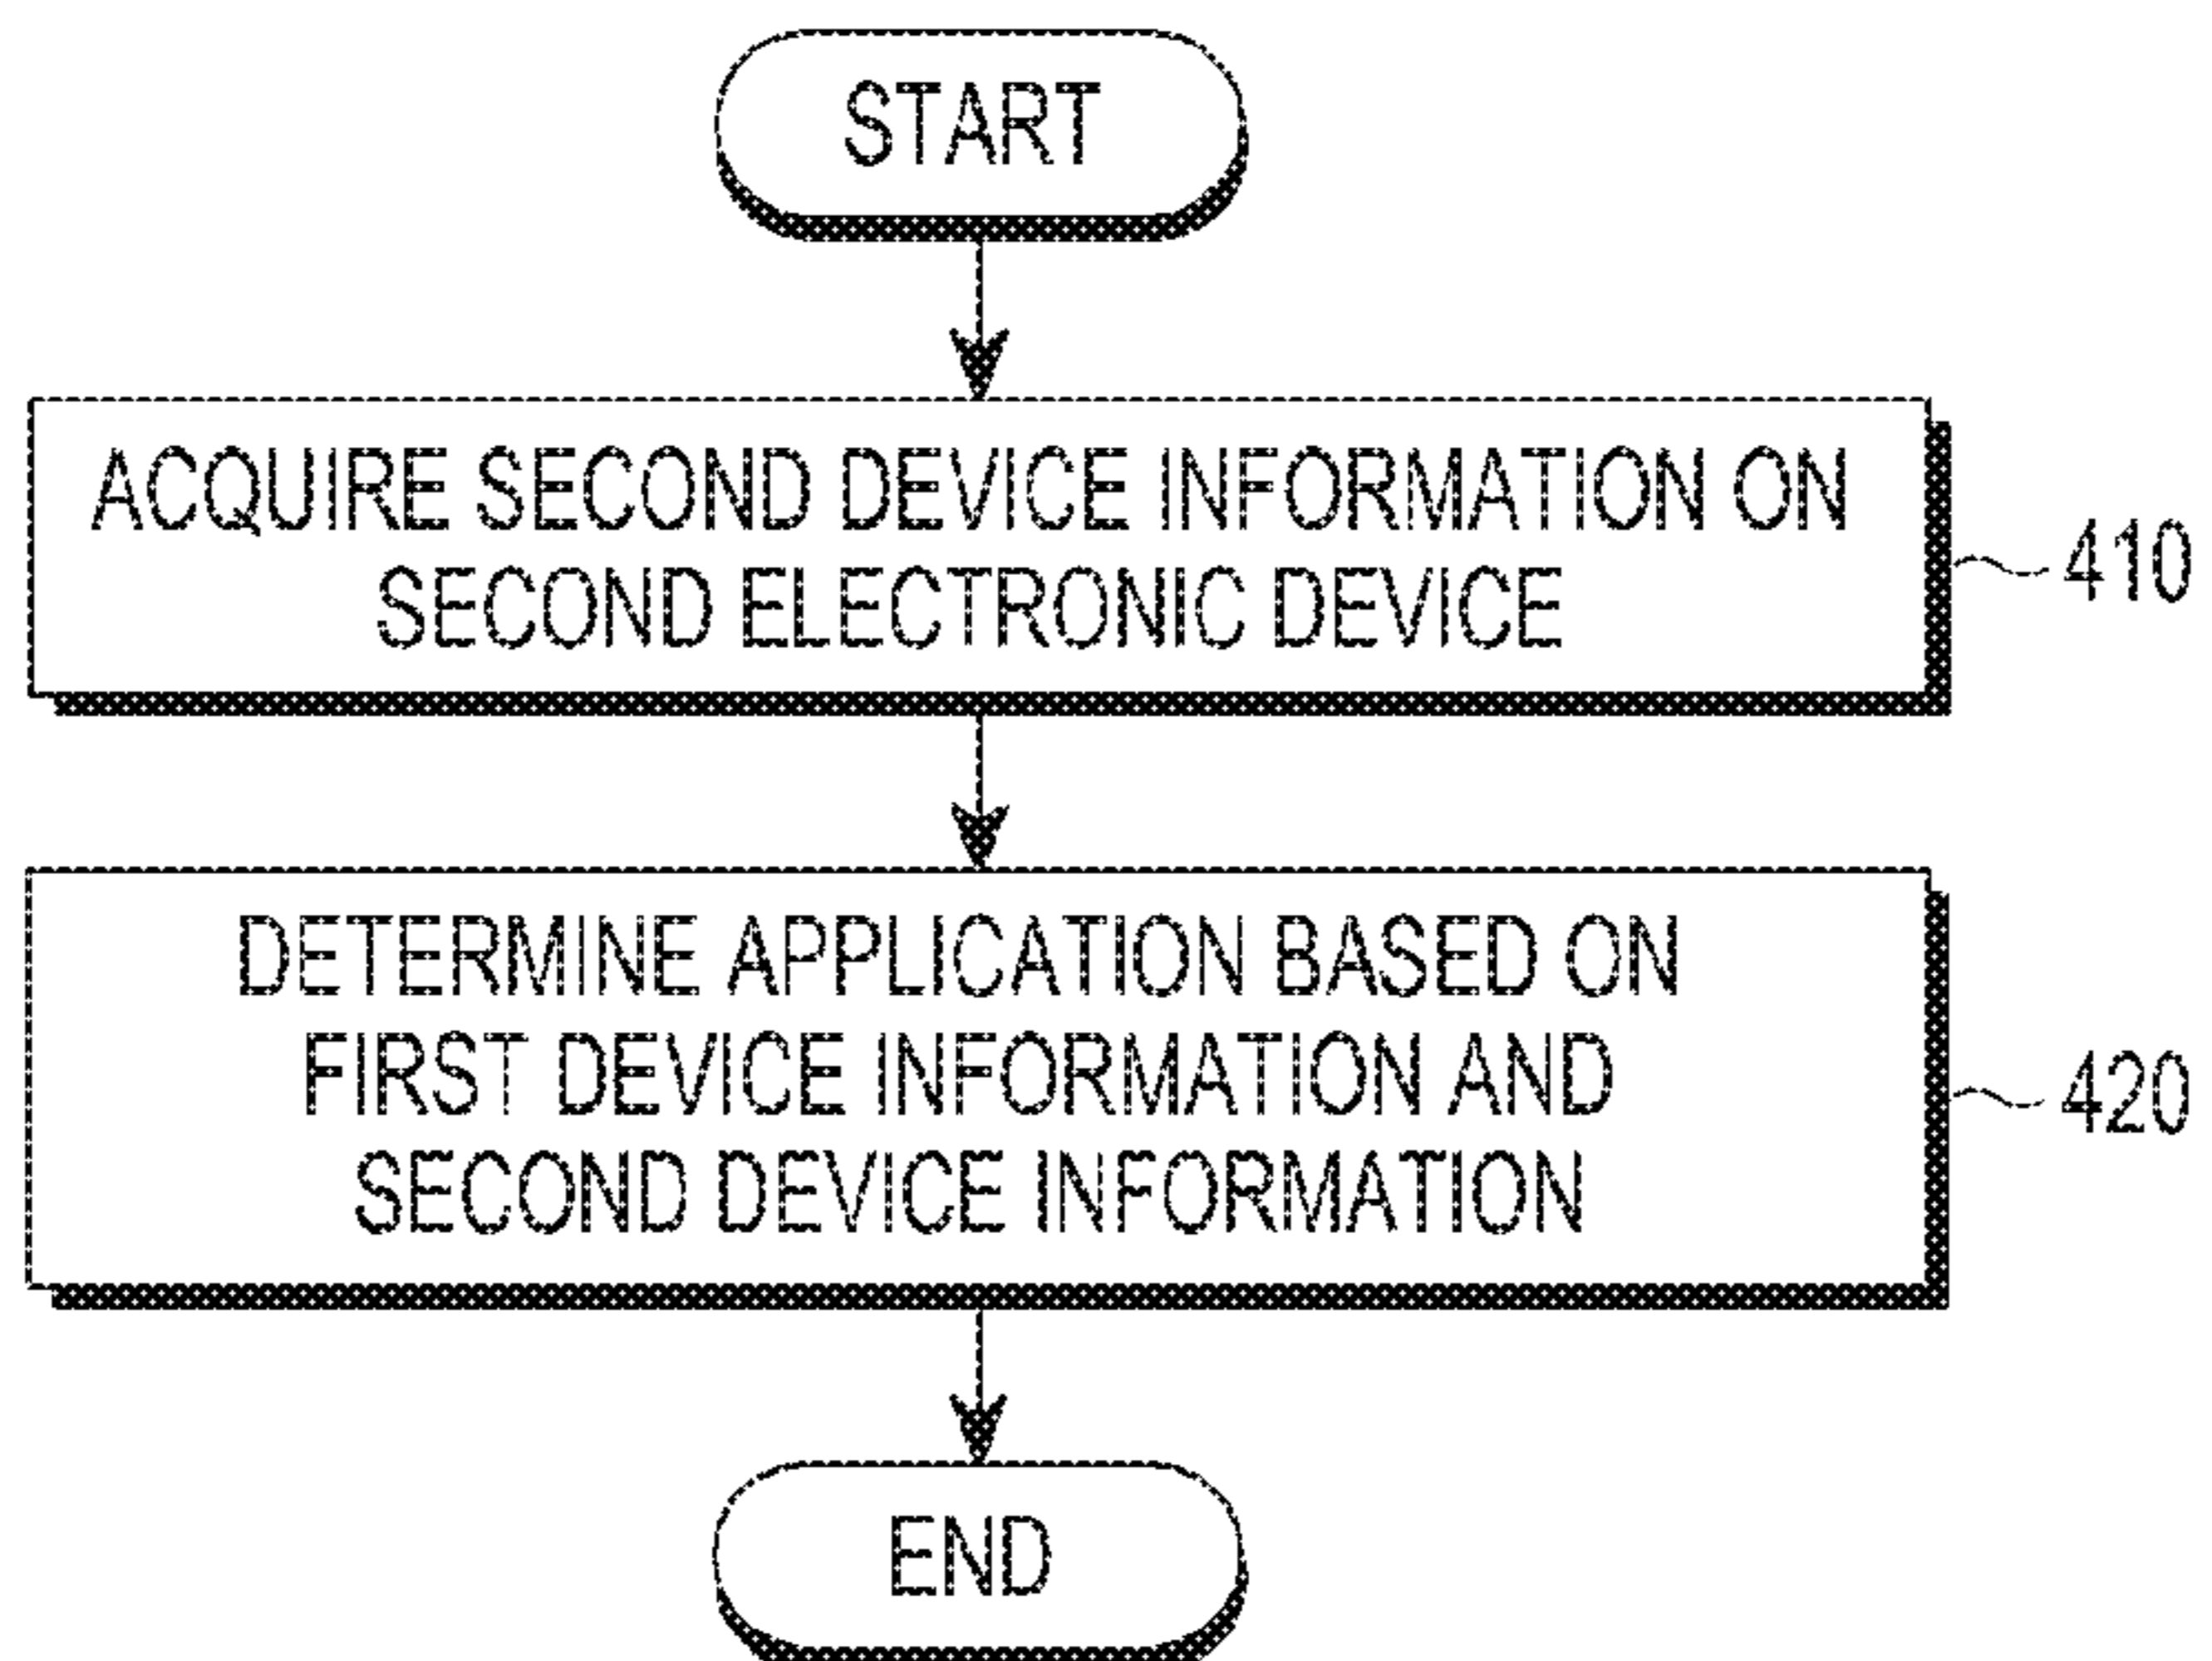 START
ACQUIRE SECOND DEVICE INFORMATION ON
SECOND ELECTRONIC DEVICE
410
DETERMINE APPLICATION BASED ON
FIRST DEVICE INFORMATION AND
SECOND DEVICE INFORMATION
420
END